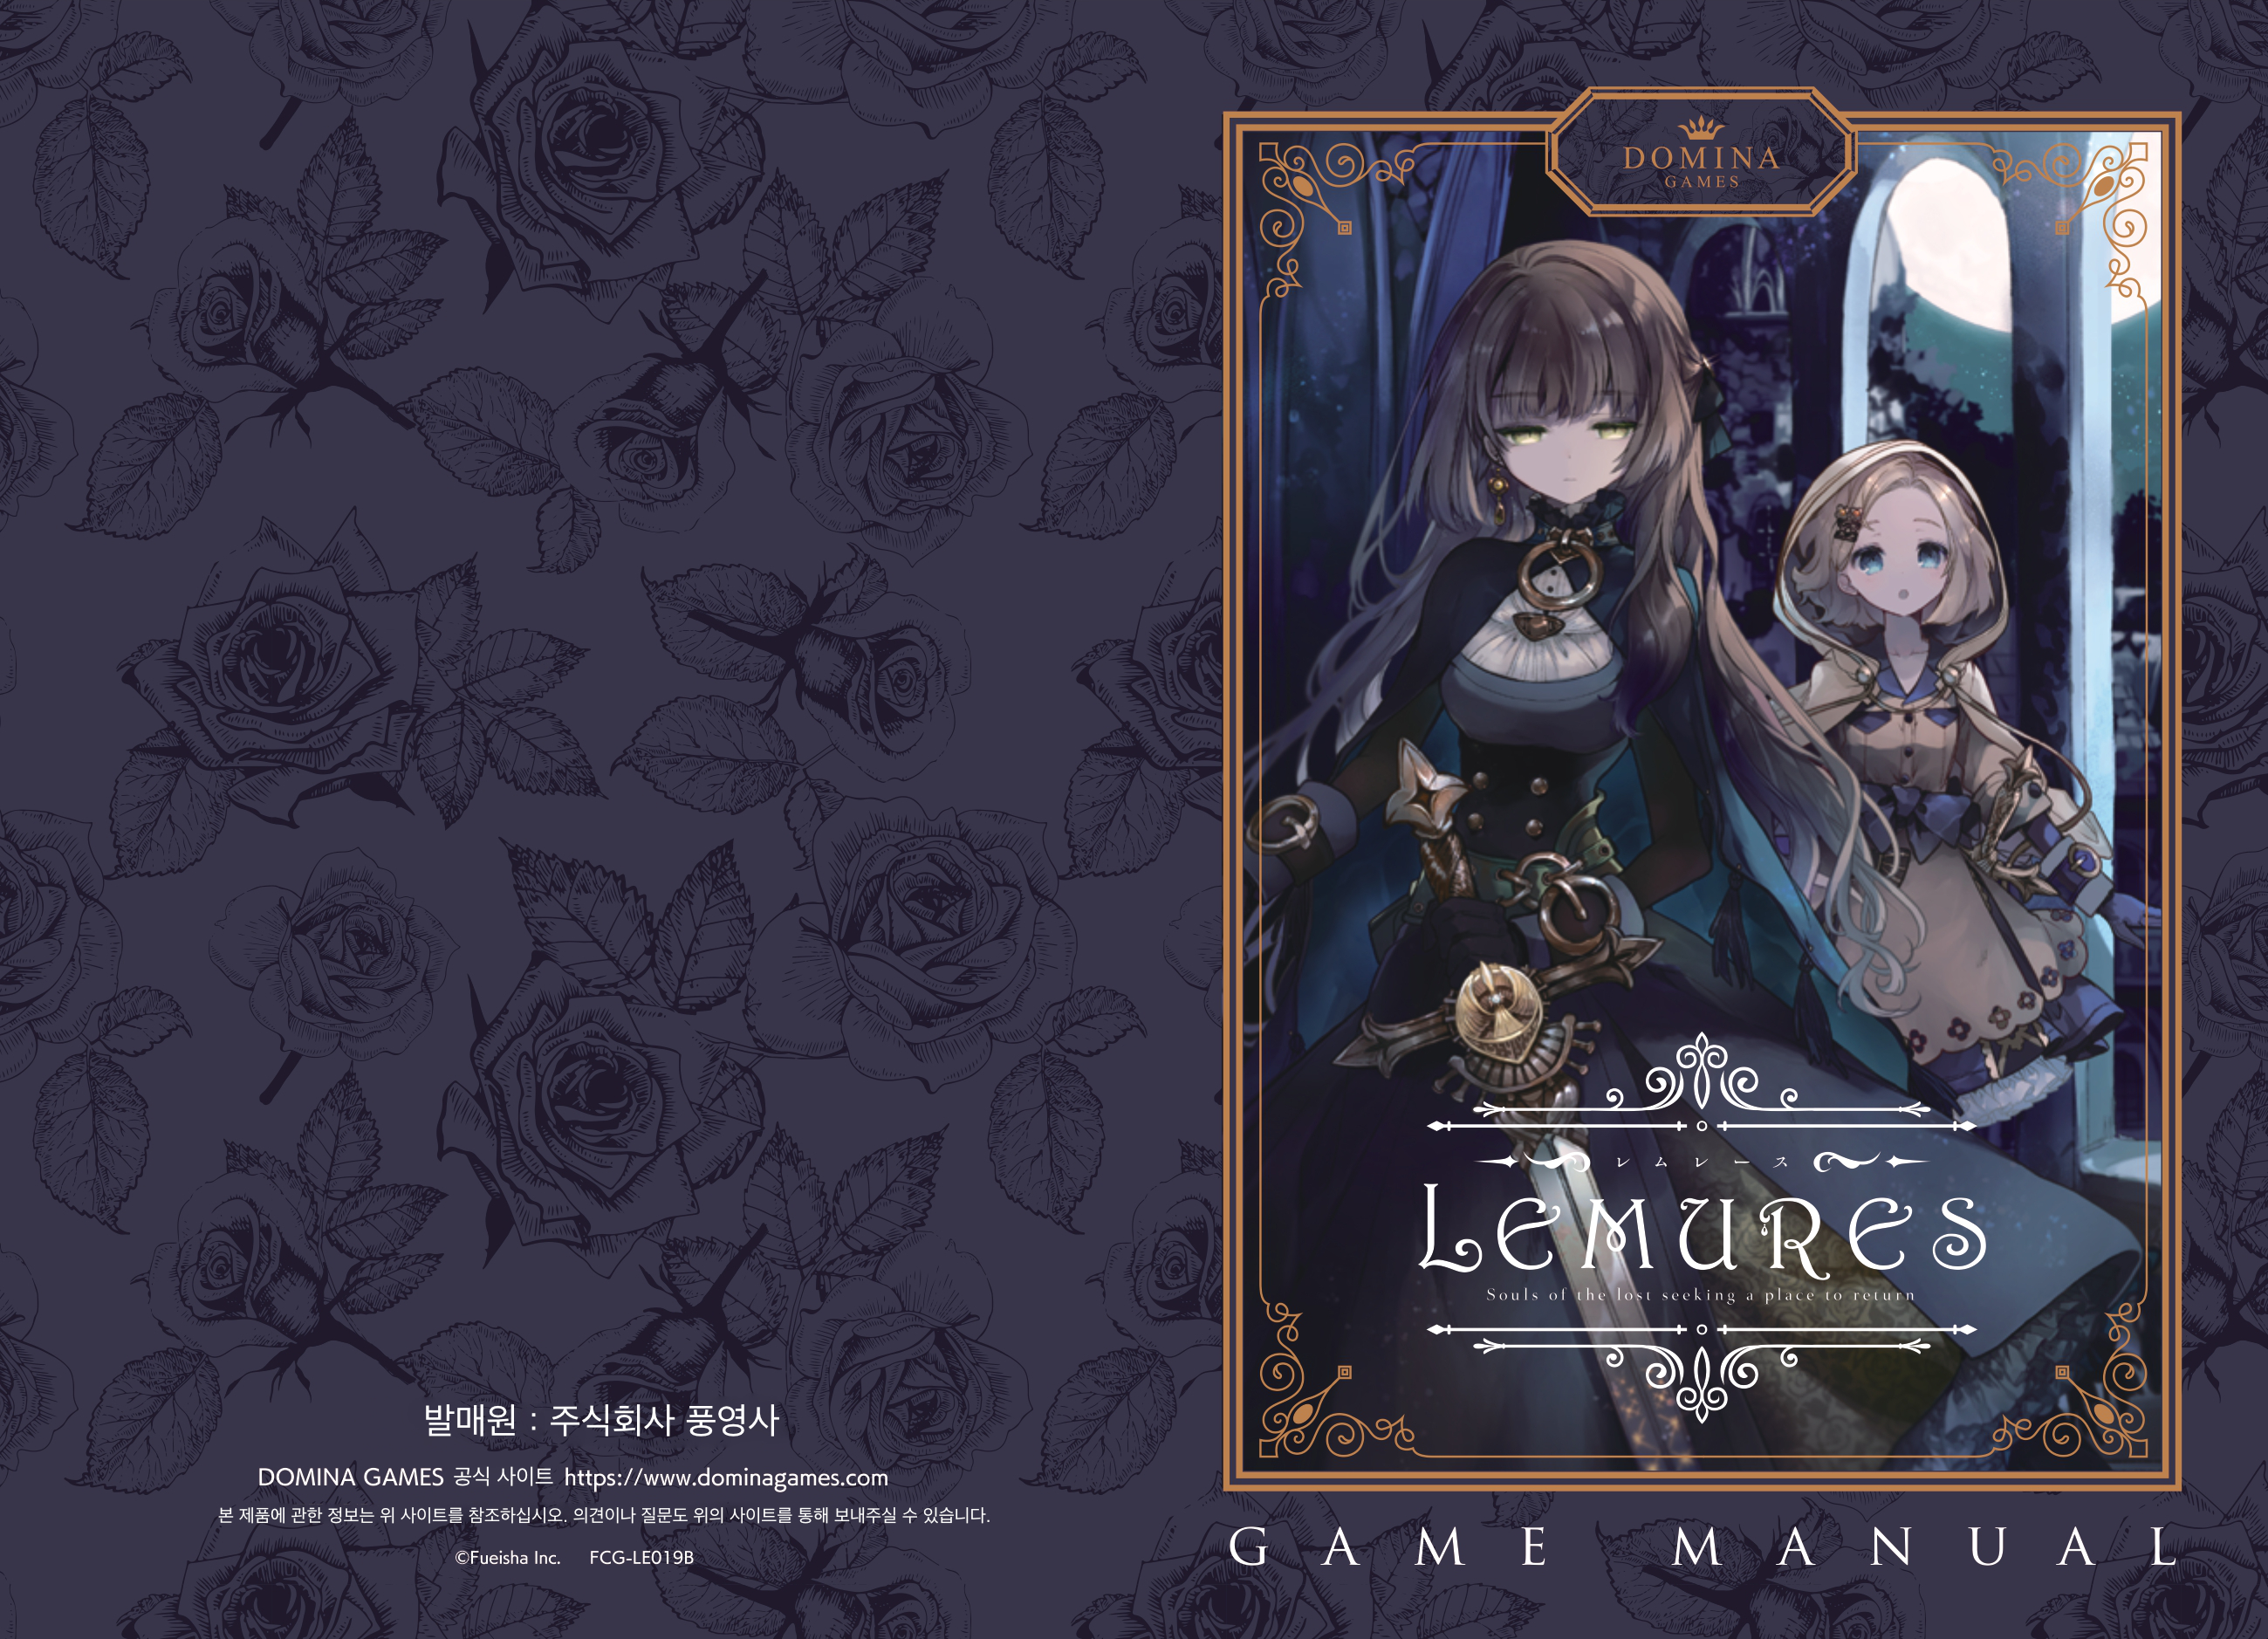 발매원 : 주식회사 풍영사
DOMINA GAMES 공식 사이트 https://www.dominagames.com
본 제품에 관한 정보는 위 사이트를 참조하십시오. 의견이나 질문도 위의 사이트를 통해 보내주실 수 있습니다.
©Fueisha Inc. FCG-LE019B
DOMINA
GAMES
レムレース
LEMURES
Souls of the lost seeking a place to return
GAME MANUAL